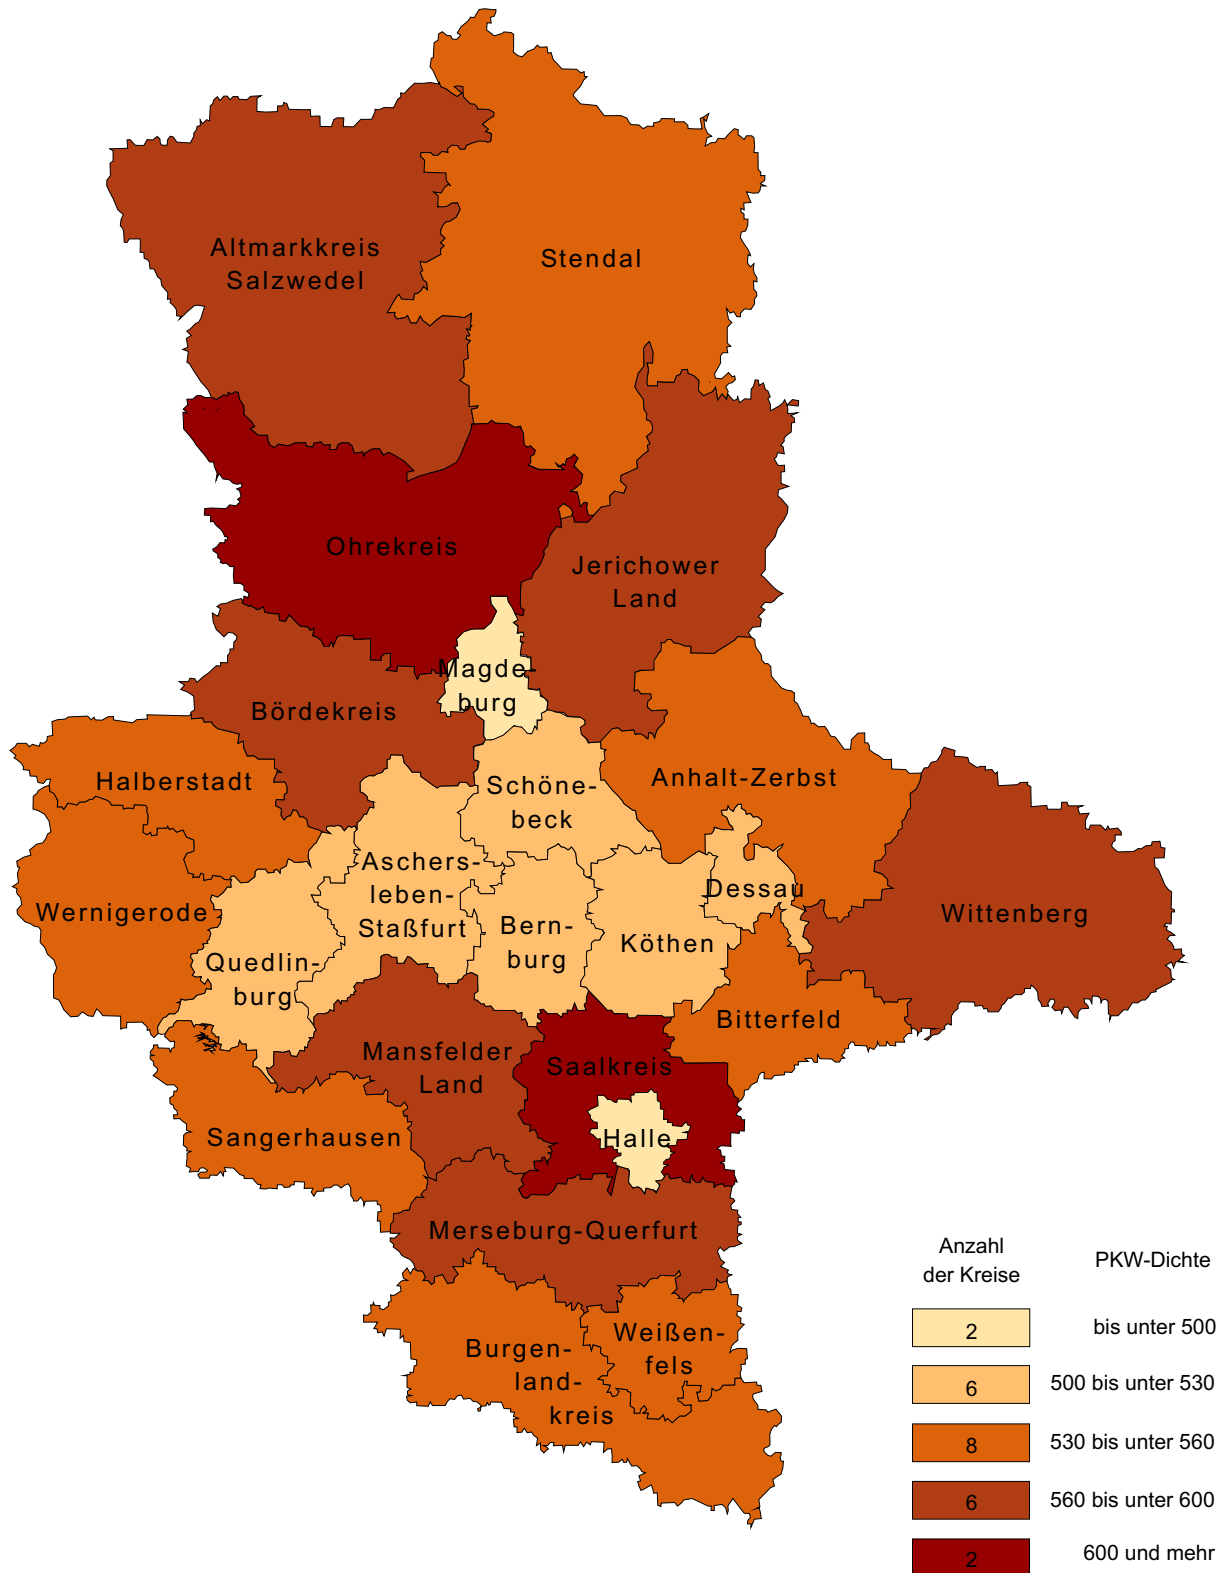 Altmarkkreis
Salzwedel
Stendal
Ohrekreis
Jerichower
Land
Magde-
burg
Bördekreis
Halberstadt
Schöne-
beck
Anhalt-Zerbst
Aschers-
leben-
Staßfurt
Dessau
Wernigerode
Bern-
burg
Köthen
Wittenberg
Quedlin-
burg
Bitterfeld
Mansfelder
Land
Saalkreis
Sangerhausen
Halle
Merseburg-Querfurt
Weißen-
fels
Burgen-
land-
kreis
Anzahl
der Kreise
PKW-Dichte
2 bis unter 500
6 500 bis unter 530
8 530 bis unter 560
6 560 bis unter 600
2 600 und mehr